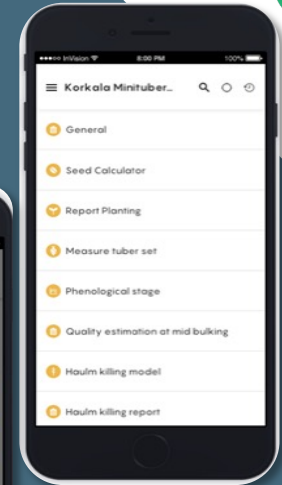 InVision 8:00 PM 100%
Korkala Minituber...
General
Seed Calculator
Report Planting
Measure tuber set
Phenological stage
Quality estimation at mid bulking
Haulm killing model
Haulm killing report